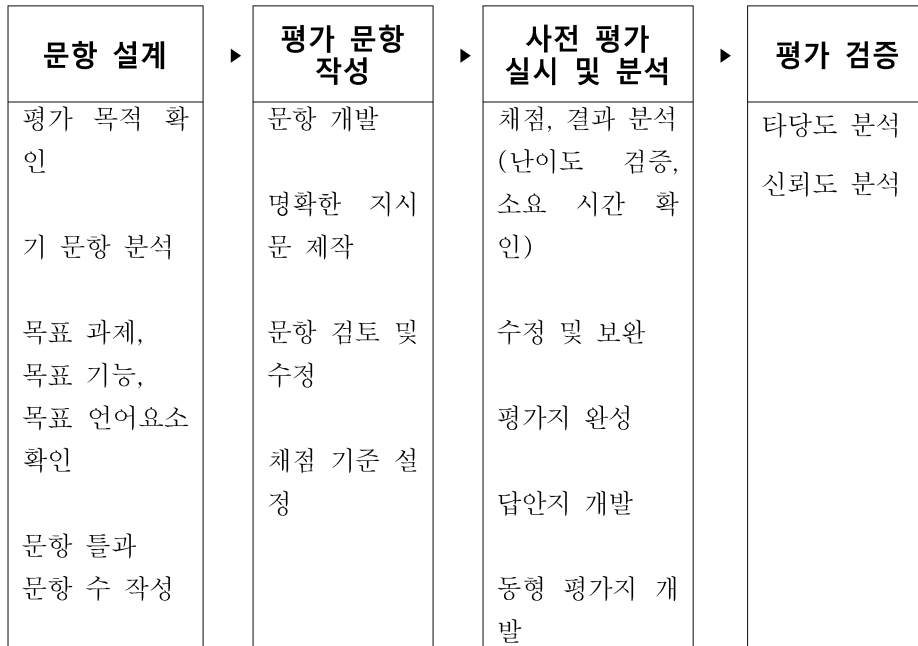 문항 설계
평가 목적 확
인
기 문항 분석
목표 과제,
목표 기능,
목표 언어요소
확인
문항 틀과
문항 수 작성
▶
평가 문항
작성
문항 개발
명확한 지시
문 제작
문항 검토 및
수정
채점 기준 설
정
▶
사전 평가
실시 및 분석
채점, 결과 분석
(난이도 검증,
소요 시간 확
인)
수정 및 보완
평가지 완성
답안지 개발
동형 평가지 개
발
▶
평가 검증
타당도 분석
신뢰도 분석